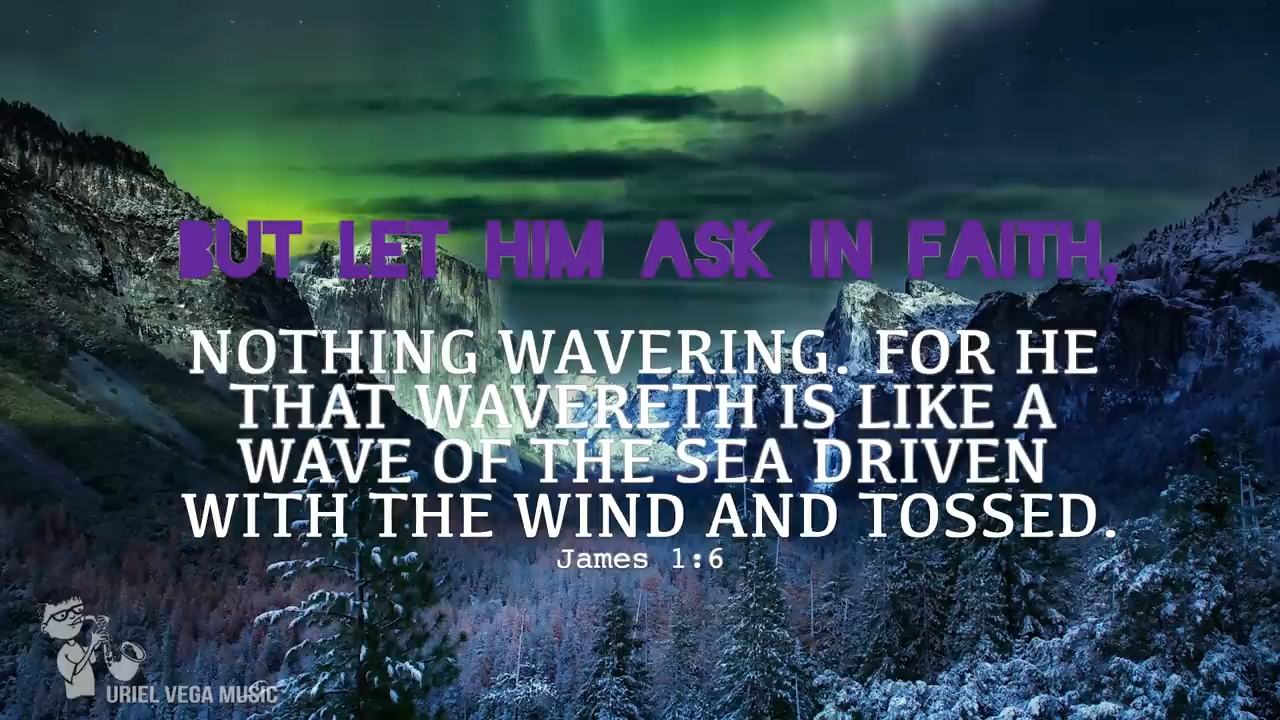 BUT LET HIM ASK IN FAITH,
NOTHING WAVERING. FOR HE
THAT WAVERETH IS LIKE A
WAVE OF THE SEA DRIVEN
WITH THE WIND AND TOSSED.
James 1:6
URIEL VEGA MUSIC